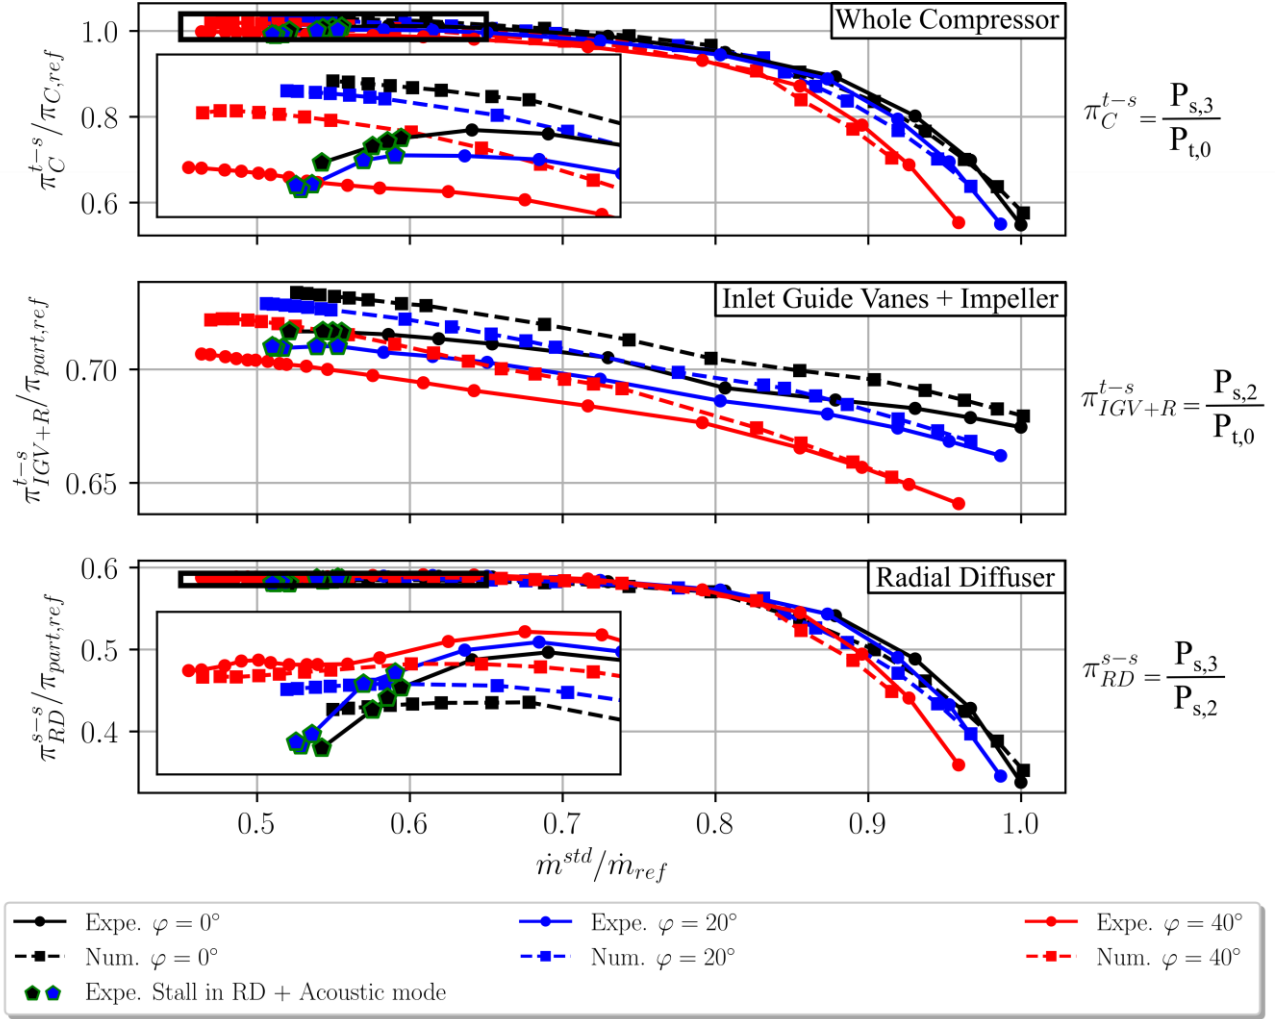 Whole Compressor
1.0
0.8
0.6
π_C^{t−s}/π_{C,ref}
π_C^{t−s} = P_{s,3}/P_{t,0}
Inlet Guide Vanes + Impeller
0.70
0.65
π_{IGV+R}^{t−s}/π_{part,ref}
π_{IGV+R}^{t−s} = P_{s,2}/P_{t,0}
Radial Diffuser
0.6
0.5
0.4
π_{RD}^{s−s}/π_{part,ref}
π_{RD}^{s−s} = P_{s,3}/P_{s,2}
0.5 0.6 0.7 0.8 0.9 1.0
ṁ^{std}/ṁ_{ref}
Expe. φ = 0° Expe. φ = 20° Expe. φ = 40°
Num. φ = 0° Num. φ = 20° Num. φ = 40°
Expe. Stall in RD + Acoustic mode